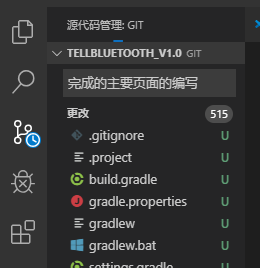 源代码管理: GIT
TELLBLUETOOTH_V1.0 GIT
完成的主要页面的编写
更改 515
.gitignore U
.project U
build.gradle U
gradle.properties U
gradlew U
gradlew.bat U
settings.gradle U